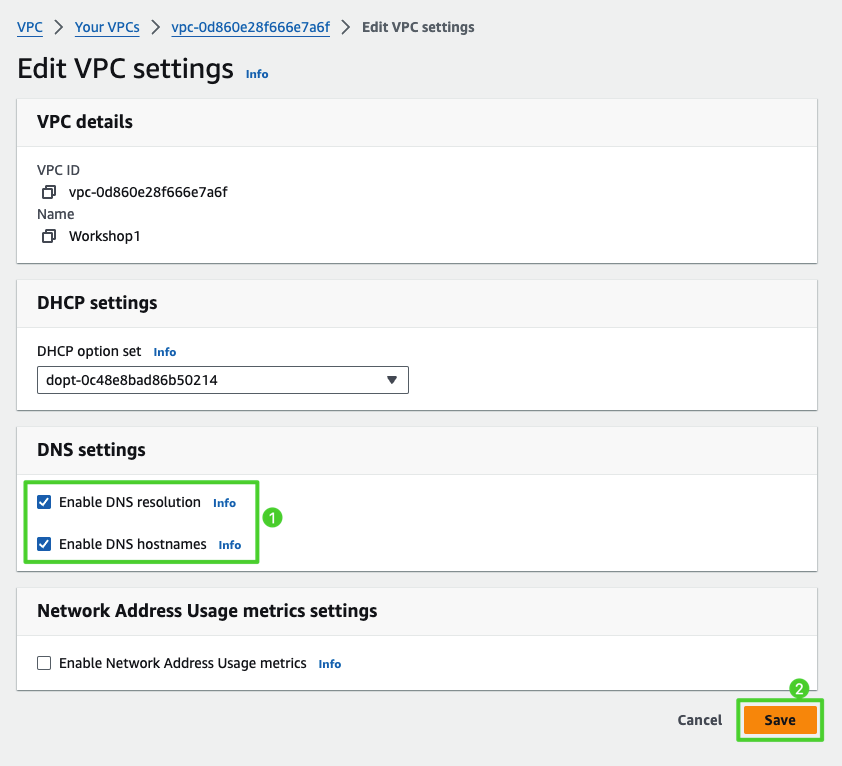 VPC > Your VPCs > vpc-0d860e28f666e7a6f > Edit VPC settings
Edit VPC settings Info
VPC details
VPC ID
vpc-0d860e28f666e7a6f
Name
Workshop1
DHCP settings
DHCP option set Info
dopt-0c48e8bad86b50214
DNS settings
Enable DNS resolution Info
1
Enable DNS hostnames Info
Network Address Usage metrics settings
Enable Network Address Usage metrics Info
2
Cancel Save